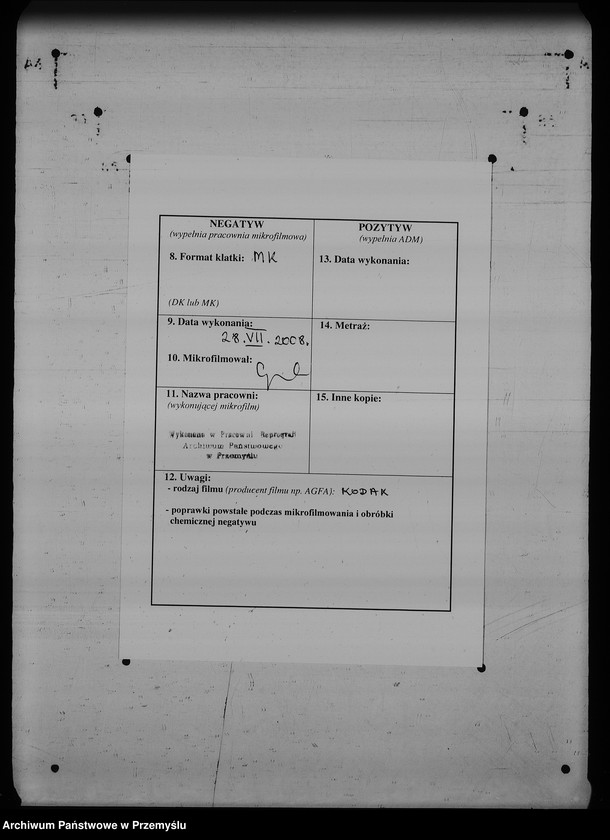 NEGATYW
(wypełnia pracownia mikrofilmowa)
8. Format klatki: MK
(DK lub MK)
9. Data wykonania:
28.VII.2008.
10. Mikrofilmował:
11. Nazwa pracowni:
(wykonującej mikrofilm)
Wykonano w Pracowni Reprografii
Archiwum Państwowego
w Przemyślu
POZYTYW
(wypełnia ADM)
13. Data wykonania:
14. Metraż:
15. Inne kopie:
12. Uwagi:
- rodzaj filmu (producent filmu np. AGFA): KODAK
- poprawki powstałe podczas mikrofilmowania i obróbki
chemicznej negatywu
Archiwum Państwowe w Przemyślu